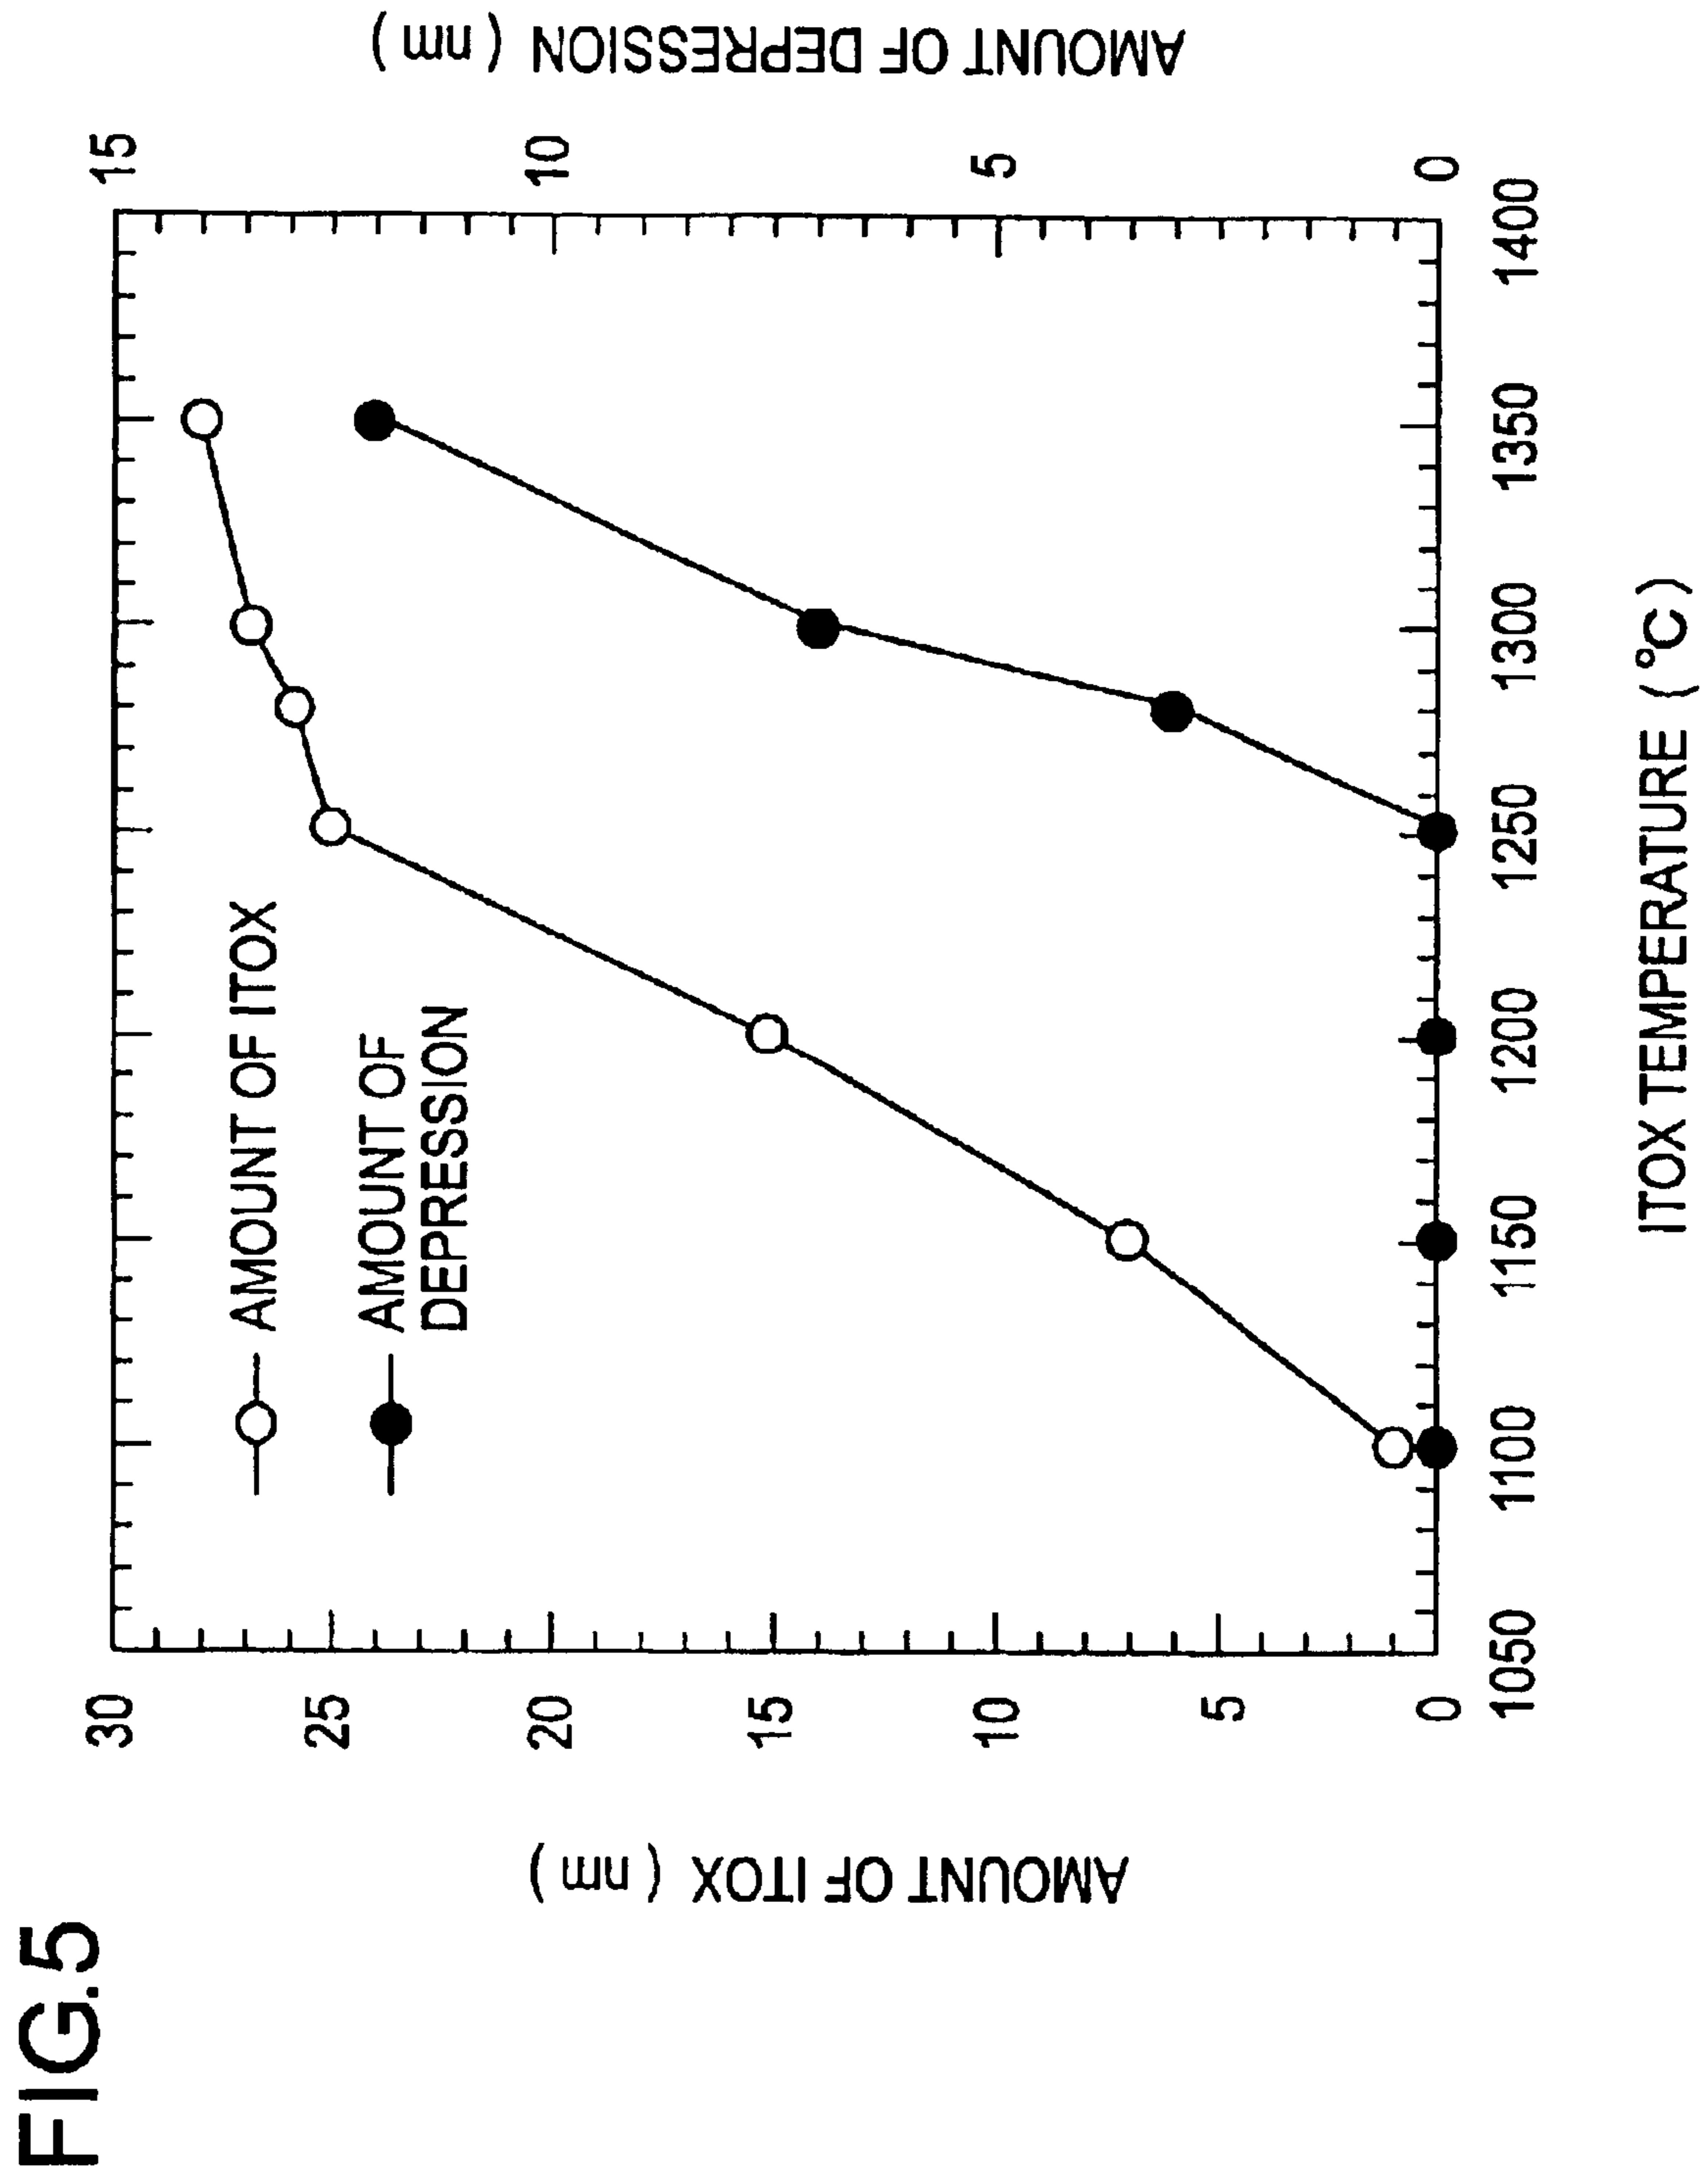 FIG.5
AMOUNT OF ITOX ( nm )
30
25
20
15
10
5
0
AMOUNT OF ITOX
AMOUNT OF
DEPRESSION
15
10
5
0
AMOUNT OF DEPRESSION ( nm )
1050 1100 1150 1200 1250 1300 1350 1400
ITOX TEMPERATURE ( °C )